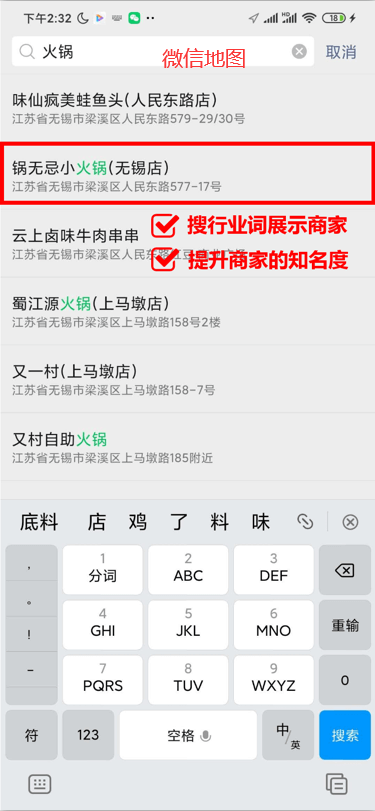 下午2:32
HD
18
火锅
取消
微信地图
味仙疯美蛙鱼头(人民东路店)
江苏省无锡市梁溪区人民东路579-29/30号
锅无忌小火锅(无锡店)
江苏省无锡市梁溪区人民东路577-17号
搜行业词展示商家
云上卤味牛肉串串
江苏省无锡市梁溪区人民东路
提升商家的知名度
蜀江源火锅(上马墩店)
江苏省无锡市梁溪区上马墩路158号2楼
又一村(上马墩店)
江苏省无锡市梁溪区上马墩路158-7号
又村自助火锅
江苏省无锡市梁溪区上马墩路185附近
底料 店 鸡 了 料 味
, 1 分词 2 ABC 3 DEF
。 4 GHI 5 JKL 6 MNO 重输
!
- 7 PQRS 8 TUV 9 WXYZ 0
符 123 空格 中/英 搜索